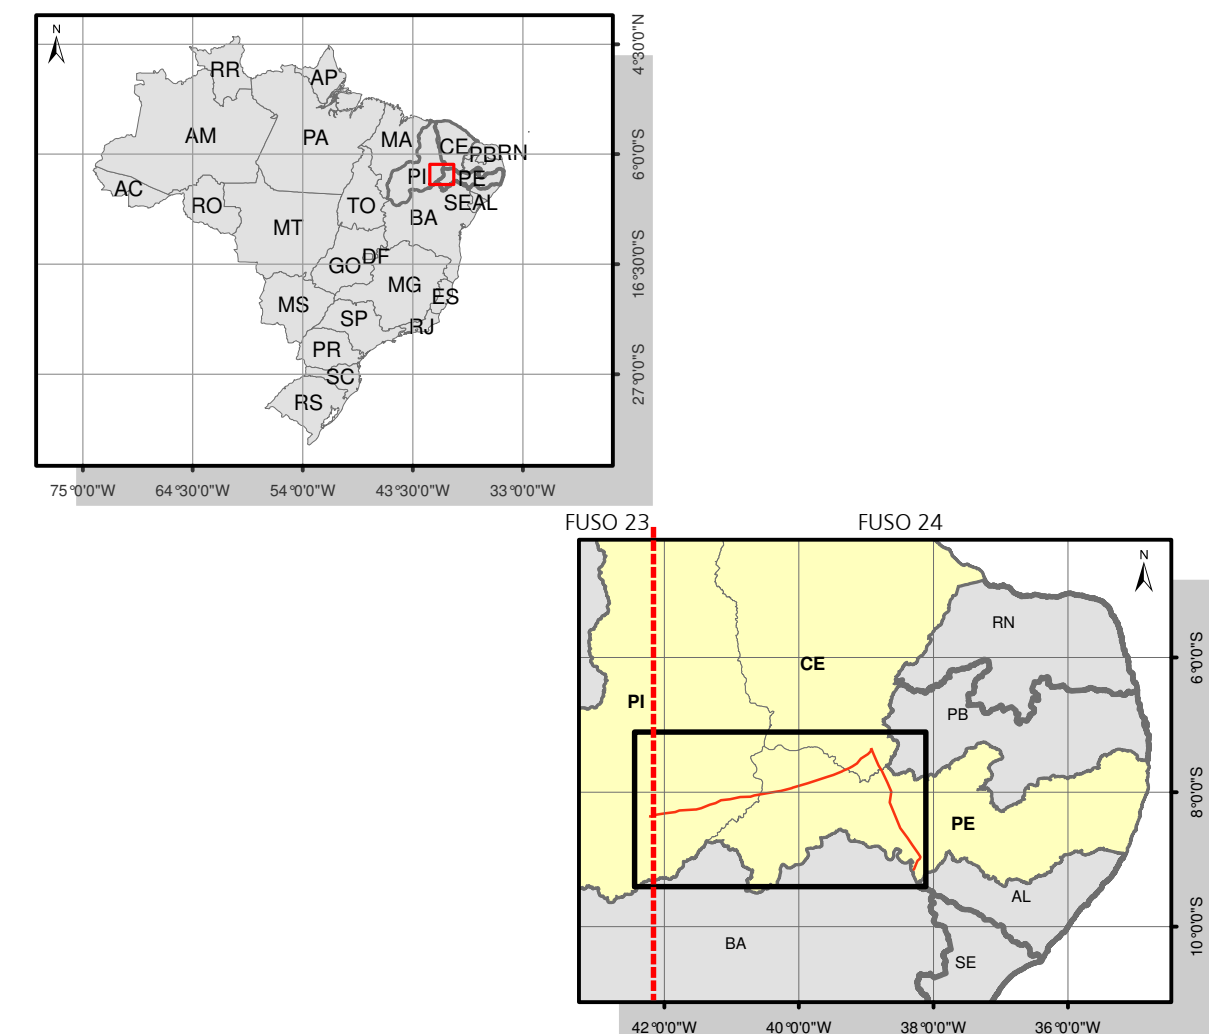 N
4°30'0"N
RR
AP
AM
PA
MA
CE
PB
RN
6°0'0"S
PI
PE
AC
RO
TO
SE
AL
MT
BA
DF
GO
16°30'0"S
MG
MS
ES
SP
RJ
PR
SC
27°0'0"S
RS
75°0'0"W 64°30'0"W 54°0'0"W 43°30'0"W 33°0'0"W
FUSO 23 FUSO 24
N
RN
6°0'0"S
CE
PI
PB
8°0'0"S
PE
AL
BA
10°0'0"S
SE
42°0'0"W 40°0'0"W 38°0'0"W 36°0'0"W